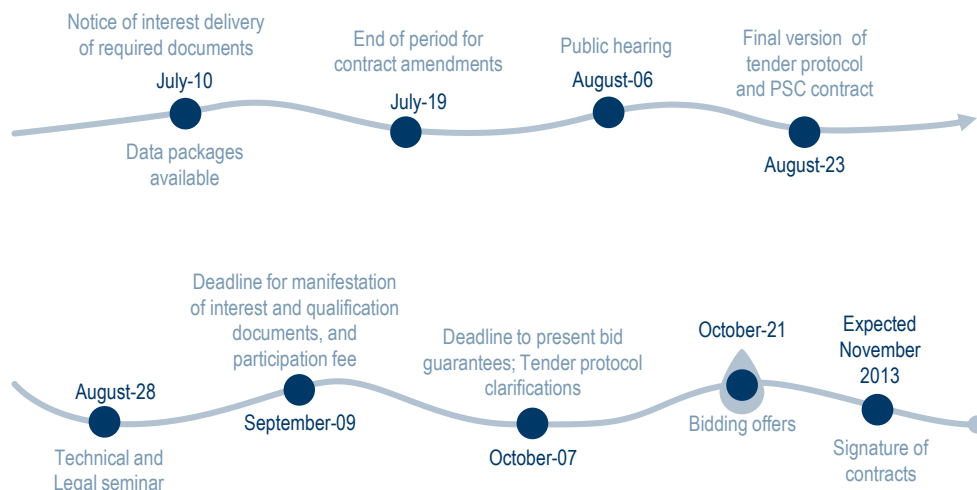 Notice of interest delivery
of required documents
July-10
Data packages
available
End of period for
contract amendments
July-19
Public hearing
August-06
Final version of
tender protocol
and PSC contract
August-23
August-28
Technical and
Legal seminar
Deadline for manifestation
of interest and qualification
documents, and
participation fee
September-09
Deadline to present bid
guarantees; Tender protocol
clarifications
October-07
October-21
Bidding offers
Expected
November
2013
Signature of
contracts